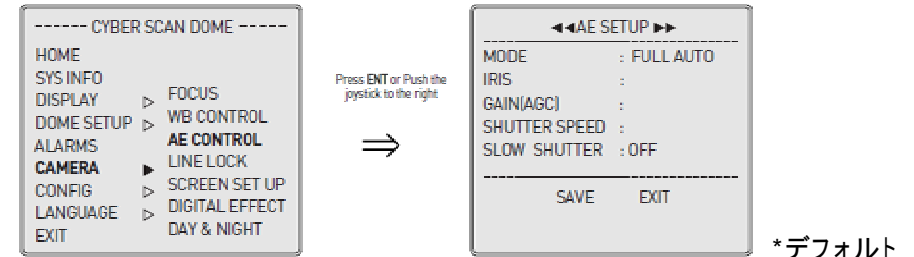 ------ CYBER SCAN DOME -----
HOME
SYS INFO
DISPLAY ▷
DOME SETUP ▷
ALARMS
CAMERA ▶
CONFIG ▷
LANGUAGE ▷
EXIT
FOCUS
WB CONTROL
AE CONTROL
LINE LOCK
SCREEN SET UP
DIGITAL EFFECT
DAY & NIGHT
Press ENT or Push the
joystick to the right
⇒
◀◀AE SETUP ▶▶
MODE : FULL AUTO
IRIS :
GAIN(AGC) :
SHUTTER SPEED :
SLOW SHUTTER : OFF
SAVE EXIT
*デフォルト